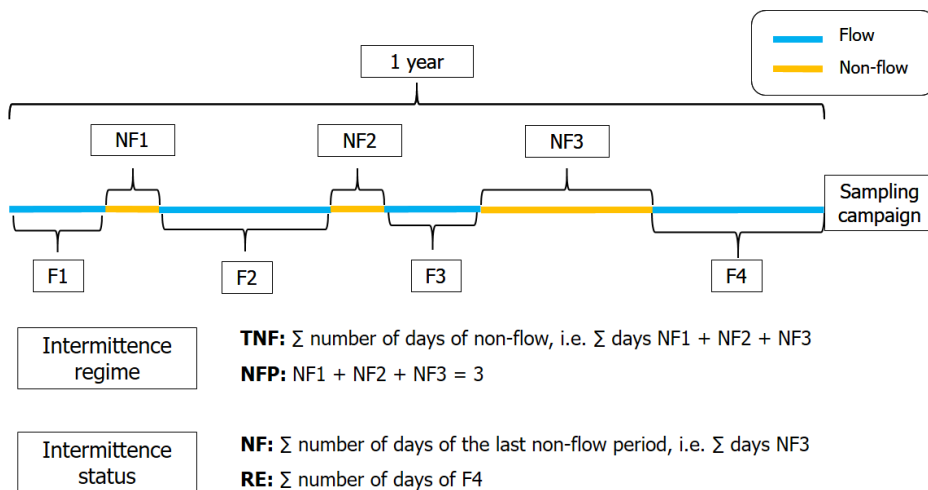 1 year
Flow
Non-flow
NF1
NF2
NF3
Sampling
campaign
F1
F2
F3
F4
Intermittence
regime
TNF: Σ number of days of non-flow, i.e. Σ days NF1 + NF2 + NF3
NFP: NF1 + NF2 + NF3 = 3
Intermittence
status
NF: Σ number of days of the last non-flow period, i.e. Σ days NF3
RE: Σ number of days of F4